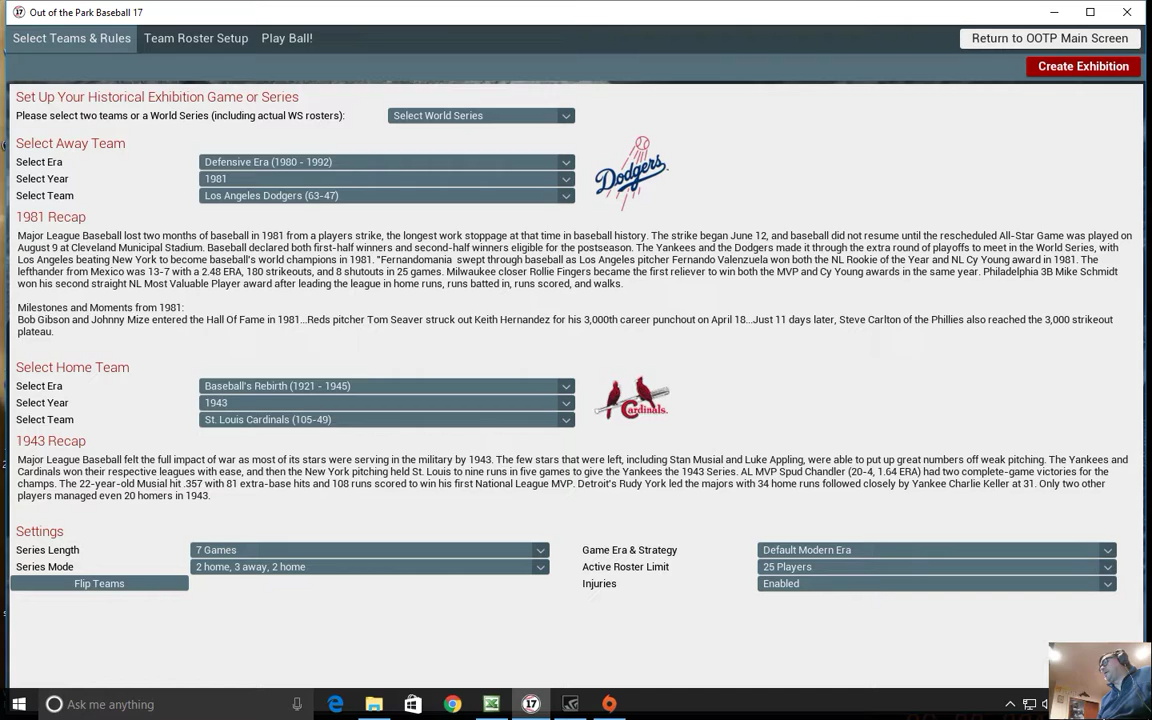 17 Out of the Park Baseball 17
Select Teams & Rules Team Roster Setup Play Ball! Return to OOTP Main Screen
Create Exhibition
Set Up Your Historical Exhibition Game or Series
Please select two teams or a World Series (including actual WS rosters): Select World Series
Select Away Team
Select Era Defensive Era (1980 - 1992)
Select Year 1981
Select Team Los Angeles Dodgers (63-47)
Dodgers
1981 Recap
Major League Baseball lost two months of baseball in 1981 from a players strike, the longest work stoppage at that time in baseball history. The strike began June 12, and baseball did not resume until the rescheduled All-Star Game was played on
August 9 at Cleveland Municipal Stadium. Baseball declared both first-half winners and second-half winners eligible for the postseason. The Yankees and the Dodgers made it through the extra round of playoffs to meet in the World Series, with
Los Angeles beating New York to become baseball's world champions in 1981. "Fernandomania swept through baseball as Los Angeles pitcher Fernando Valenzuela won both the NL Rookie of the Year and NL Cy Young award in 1981. The
lefthander from Mexico was 13-7 with a 2.48 ERA, 180 strikeouts, and 8 shutouts in 25 games. Milwaukee closer Rollie Fingers became the first reliever to win both the MVP and Cy Young awards in the same year. Philadelphia 3B Mike Schmidt
won his second straight NL Most Valuable Player award after leading the league in home runs, runs batted in, runs scored, and walks.
Milestones and Moments from 1981:
Bob Gibson and Johnny Mize entered the Hall Of Fame in 1981...Reds pitcher Tom Seaver struck out Keith Hernandez for his 3,000th career punchout on April 18...Just 11 days later, Steve Carlton of the Phillies also reached the 3,000 strikeout
plateau.
Select Home Team
Select Era Baseball's Rebirth (1921 - 1945)
Select Year 1943
Select Team St. Louis Cardinals (105-49)
Cardinals
1943 Recap
Major League Baseball felt the full impact of war as most of its stars were serving in the military by 1943. The few stars that were left, including Stan Musial and Luke Appling, were able to put up great numbers off weak pitching. The Yankees and
Cardinals won their respective leagues with ease, and then the New York pitching held St. Louis to nine runs in five games to give the Yankees the 1943 Series. AL MVP Spud Chandler (20-4, 1.64 ERA) had two complete-game victories for the
champs. The 22-year-old Musial hit .357 with 81 extra-base hits and 108 runs scored to win his first National League MVP. Detroit's Rudy York led the majors with 34 home runs followed closely by Yankee Charlie Keller at 31. Only two other
players managed even 20 homers in 1943.
Settings
Series Length 7 Games Game Era & Strategy Default Modern Era
Series Mode 2 home, 3 away, 2 home Active Roster Limit 25 Players
Flip Teams Injuries Enabled
Ask me anything 17